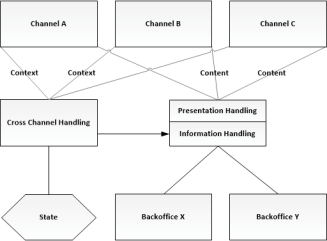 Channel A
Channel B
Channel C
Context
Context
Content
Content
Cross Channel Handling
Presentation Handling
Information Handling
State
Backoffice X
Backoffice Y